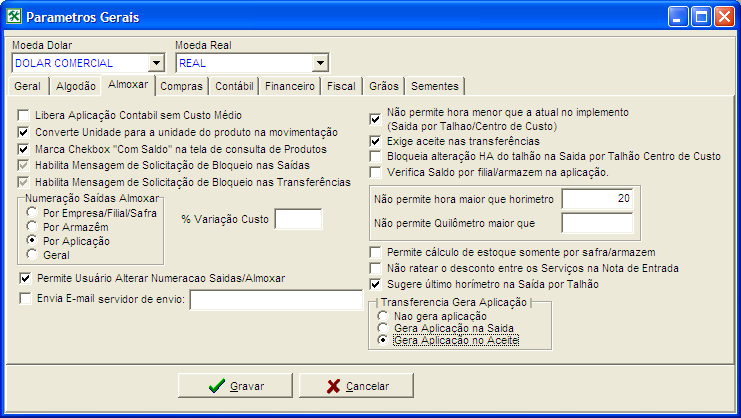 Parametros Gerais
Moeda Dolar
Moeda Real
DOLAR COMERCIAL
REAL
Geral
Algodão
Almoxar
Compras
Contábil
Financeiro
Fiscal
Grãos
Sementes
Libera Aplicação Contabil sem Custo Médio
Converte Unidade para a unidade do produto na movimentação
Marca Chekbox "Com Saldo" na tela de consulta de Produtos
Habilita Mensagem de Solicitação de Bloqueio nas Saídas
Habilita Mensagem de Solicitação de Bloqueio nas Transferências
Numeração Saídas Almoxar
Por Empresa/Filial/Safra
Por Armazêm
Por Aplicação
Geral
% Variação Custo
Permite Usuário Alterar Numeracao Saidas/Almoxar
Envia E-mail
servidor de envio:
Não permite hora menor que a atual no implemento
(Saida por Talhao/Centro de Custo)
Exige aceite nas transferências
Bloqueia alteração HA do talhão na Saida por Talhão Centro de Custo
Verifica Saldo por filial/armazem na aplicação.
Não permite hora maior que horimetro
20
Não permite Quilômetro maior que
Permite cálculo de estoque somente por safra/armazem
Não ratear o desconto entre os Serviços na Nota de Entrada
Sugere último horímetro na Saída por Talhão
| Transferencia Gera Aplicação |
Nao gera aplicação
Gera Aplicação na Saida
Gera Aplicação no Aceite
Gravar
Cancelar